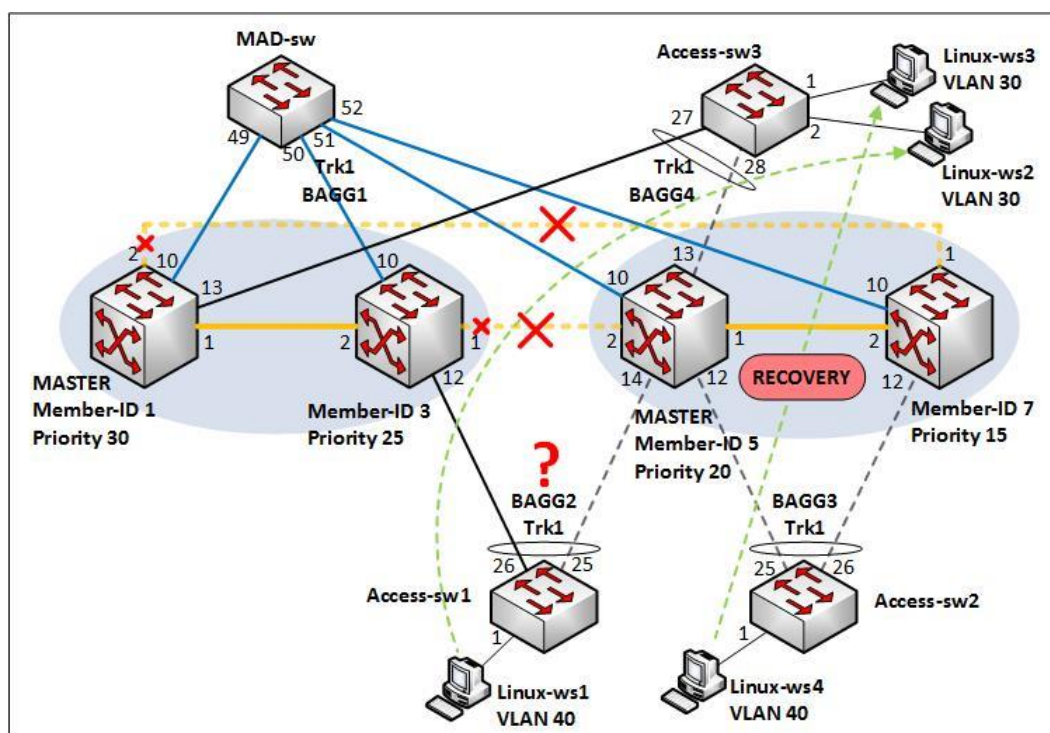 MAD-sw
Access-sw3
Linux-ws3
VLAN 30
1
52
27
49
51
2
50
Trk1
BAGG1
Trk1
BAGG4
28
Linux-ws2
VLAN 30
2
10
10
13
1
13
10
10
1
2
1
2
1
2
12
14
12
12
RECOVERY
MASTER
Member-ID 1
Priority 30
Member-ID 3
Priority 25
MASTER
Member-ID 5
Priority 20
Member-ID 7
Priority 15
?
BAGG2
Trk1
BAGG3
Trk1
26
25
25
26
Access-sw1
Access-sw2
1
1
Linux-ws1
VLAN 40
Linux-ws4
VLAN 40